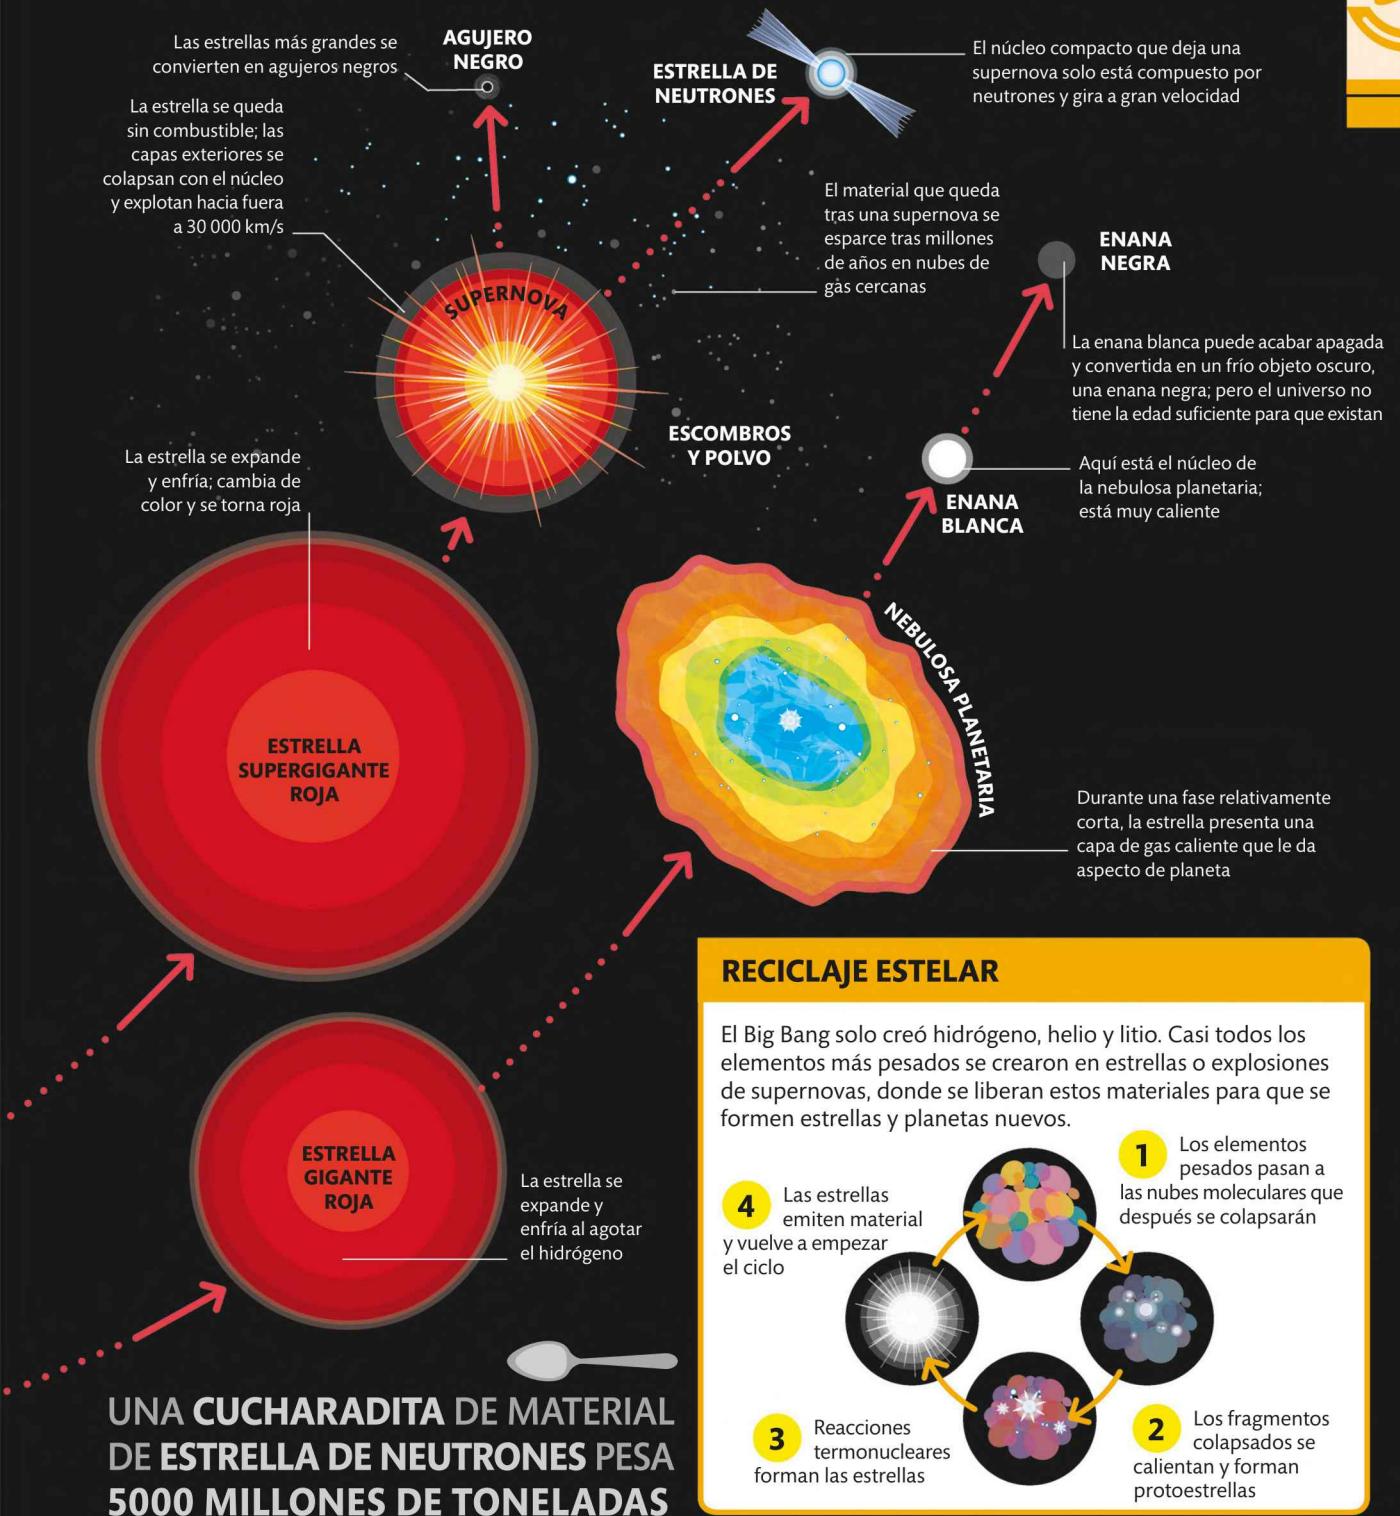 Las estrellas más grandes se
convierten en agujeros negros
AGUJERO
NEGRO
ESTRELLA DE
NEUTRONES
El núcleo compacto que deja una
supernova solo está compuesto por
neutrones y gira a gran velocidad
La estrella se queda
sin combustible; las
capas exteriores se
colapsan con el núcleo
y explotan hacia fuera
a 30 000 km/s
El material que queda
tras una supernova se
esparce tras millones
de años en nubes de
gas cercanas
ENANA
NEGRA
SUPERNOVA
La enana blanca puede acabar apagada
y convertida en un frío objeto oscuro,
una enana negra; pero el universo no
tiene la edad suficiente para que existan
ESCOMBROS
Y POLVO
La estrella se expande
y enfría; cambia de
color y se torna roja
Aquí está el núcleo de
la nebulosa planetaria;
está muy caliente
ENANA
BLANCA
NEBULOSA PLANETARIA
ESTRELLA
SUPERGIGANTE
ROJA
Durante una fase relativamente
corta, la estrella presenta una
capa de gas caliente que le da
aspecto de planeta
ESTRELLA
GIGANTE
ROJA
La estrella se
expande y
enfría al agotar
el hidrógeno
UNA CUCHARADITA DE MATERIAL
DE ESTRELLA DE NEUTRONES PESA
5000 MILLONES DE TONELADAS
RECICLAJE ESTELAR
El Big Bang solo creó hidrógeno, helio y litio. Casi todos los
elementos más pesados se crearon en estrellas o explosiones
de supernovas, donde se liberan estos materiales para que se
formen estrellas y planetas nuevos.
1 Los elementos
pesados pasan a
las nubes moleculares que
después se colapsarán
2 Los fragmentos
colapsados se
calientan y forman
protoestrellas
3 Reacciones
termonucleares
forman las estrellas
4 Las estrellas
emiten material
y vuelve a empezar
el ciclo